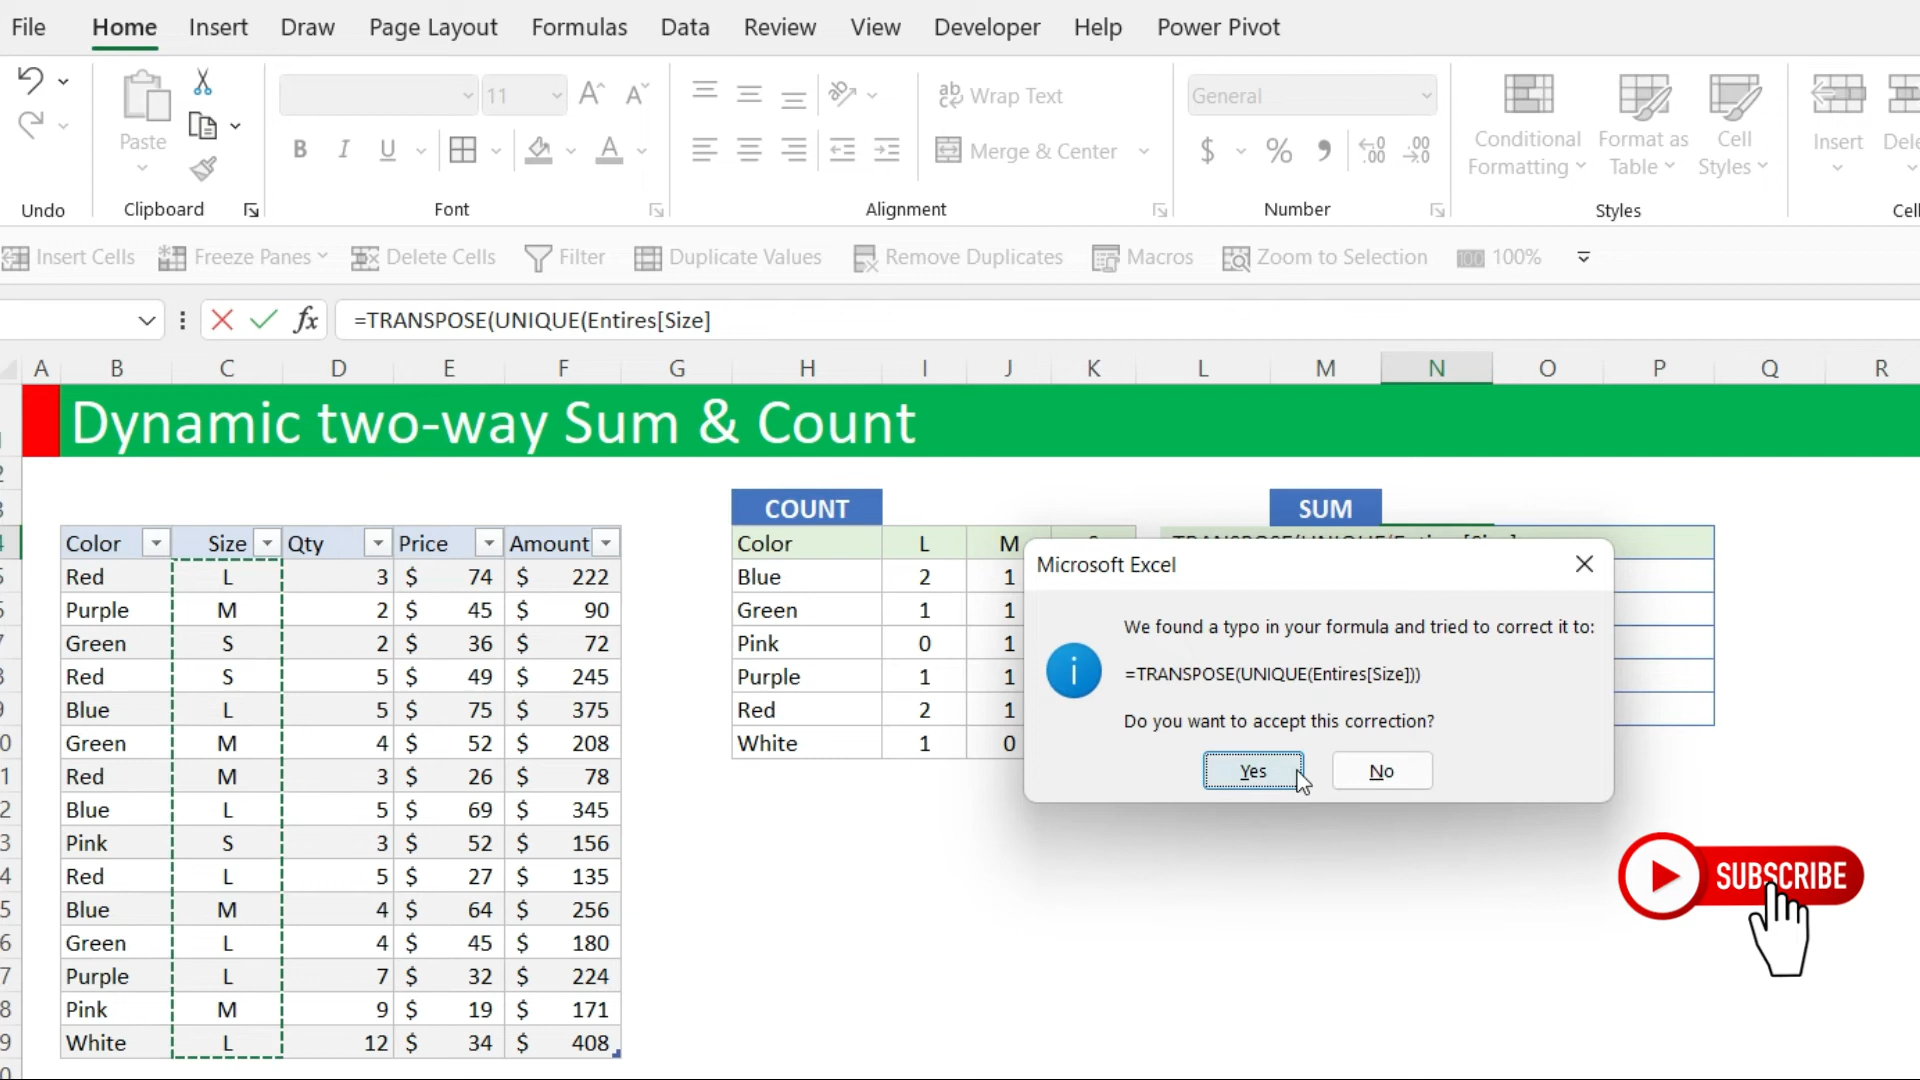 File Home Insert Draw Page Layout Formulas Data Review View Developer Help Power Pivot
11 General
Wrap Text
Paste B I U Merge & Center $ % Conditional Formatting Format as Table Cell Styles Insert
Undo Clipboard Font Alignment Number Styles
Insert Cells Freeze Panes Delete Cells Filter Duplicate Values Remove Duplicates Macros Zoom to Selection 100 100%
fx =TRANSPOSE(UNIQUE(Entires[Size]
A B C D E F G H I J K L M N O P Q R
Dynamic two-way Sum & Count
COUNT SUM
Color Size Qty Price Amount
Red L 3 $ 74 $ 222
Purple M 2 $ 45 $ 90
Green S 2 $ 36 $ 72
Red S 5 $ 49 $ 245
Blue L 5 $ 75 $ 375
Green M 4 $ 52 $ 208
Red M 3 $ 26 $ 78
Blue L 5 $ 69 $ 345
Pink S 3 $ 52 $ 156
Red L 5 $ 27 $ 135
Blue M 4 $ 64 $ 256
Green L 4 $ 45 $ 180
Purple L 7 $ 32 $ 224
Pink M 9 $ 19 $ 171
White L 12 $ 34 $ 408
Color L M
Blue 2 1
Green 1 1
Pink 0 1
Purple 1 1
Red 2 1
White 1 0
Microsoft Excel
We found a typo in your formula and tried to correct it to:
=TRANSPOSE(UNIQUE(Entires[Size]))
Do you want to accept this correction?
Yes No
SUBSCRIBE